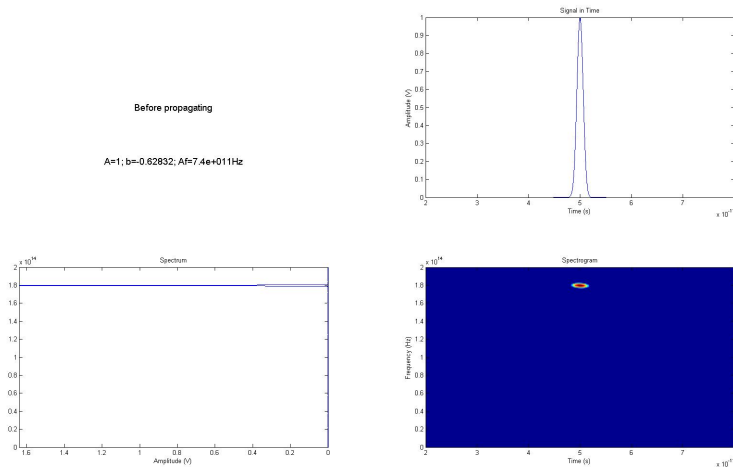 Before propagating
A=1; b=-0.62832; Af=7.4e+011Hz
Signal in Time
Amplitude (V)
1
0.9
0.8
0.7
0.6
0.5
0.4
0.3
0.2
0.1
0
2 3 4 5 6 7
Time (s)
Spectrum
x 10^14
2
1.8
1.6
1.4
1.2
1
0.8
0.6
0.4
0.2
0
1.6 1.4 1.2 1 0.8 0.6 0.4 0.2 0
Amplitude (V)
Spectrogram
x 10^14
Frequency (Hz)
2
1.8
1.6
1.4
1.2
1
0.8
0.6
0.4
0.2
0
2 3 4 5 6 7
Time (s)